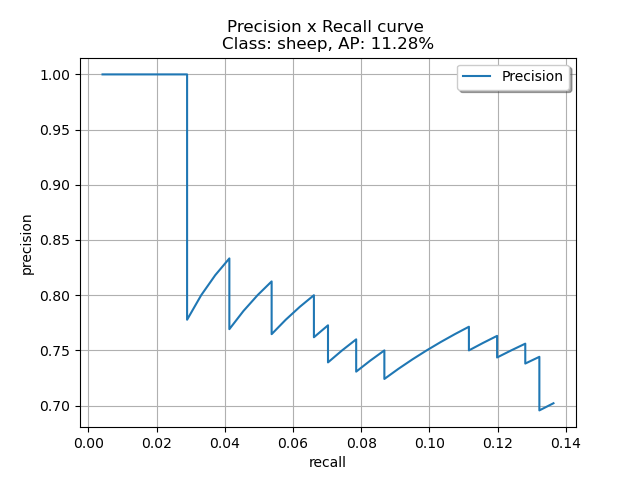 Precision x Recall curve
Class: sheep, AP: 11.28%
Precision
1.00
0.95
0.90
0.85
0.80
0.75
0.70
precision
0.00 0.02 0.04 0.06 0.08 0.10 0.12 0.14
recall